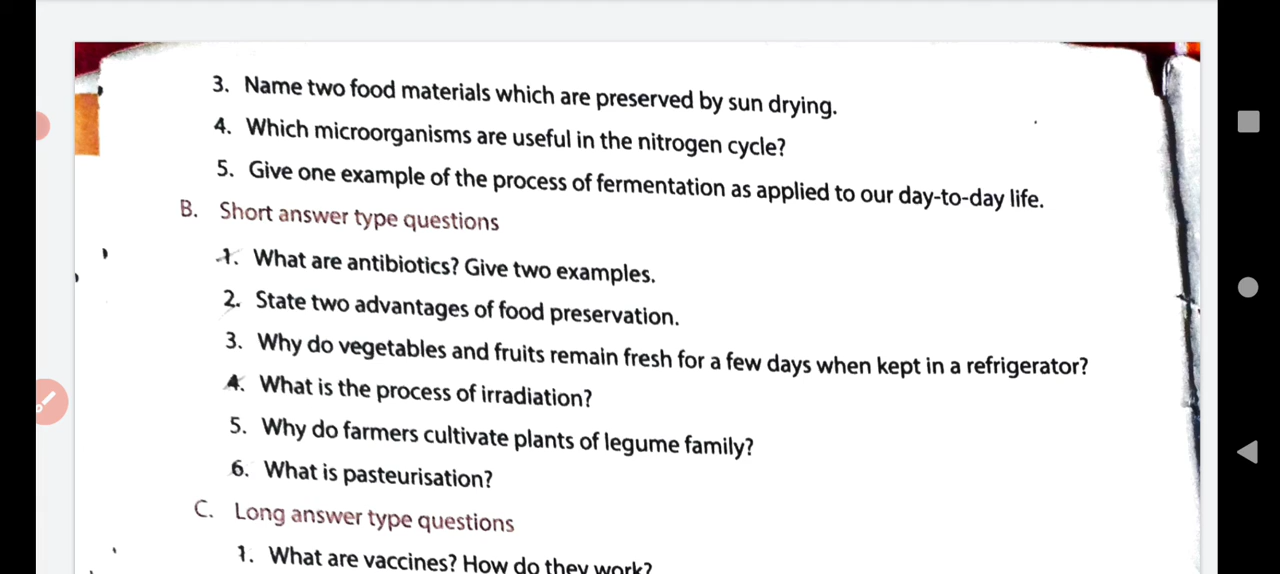 3. Name two food materials which are preserved by sun drying.
4. Which microorganisms are useful in the nitrogen cycle?
5. Give one example of the process of fermentation as applied to our day-to-day life.
B. Short answer type questions
1. What are antibiotics? Give two examples.
2. State two advantages of food preservation.
3. Why do vegetables and fruits remain fresh for a few days when kept in a refrigerator?
4. What is the process of irradiation?
5. Why do farmers cultivate plants of legume family?
6. What is pasteurisation?
C. Long answer type questions
1. What are vaccines? How do they work?